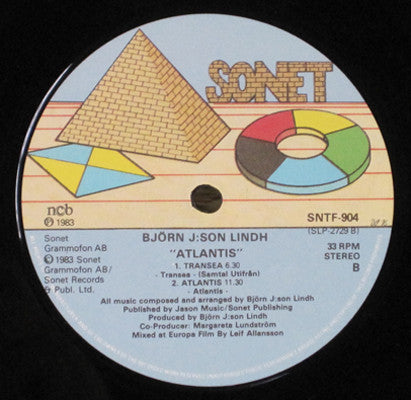 SONET
ncb
℗ 1983
SNTF-904
(SLP-2729 B)
Sonet
Grammofon AB
© ℗ 1983 Sonet
Grammofon AB/
Sonet Records
& Publ. Ltd.
BJÖRN J:SON LINDH
"ATLANTIS"
1. TRANSEA 6.30
- Transea - (Samtal Utifrån)
2. ATLANTIS 11.30
- Atlantis -
33 RPM
STEREO
B
All music composed and arranged by Björn J:son Lindh
Published by Jason Music/Sonet Publishing
Produced by Björn J:son Lindh
Co-Producer: Margarete Lundström
Mixed at Europa Film By Leif Allansson